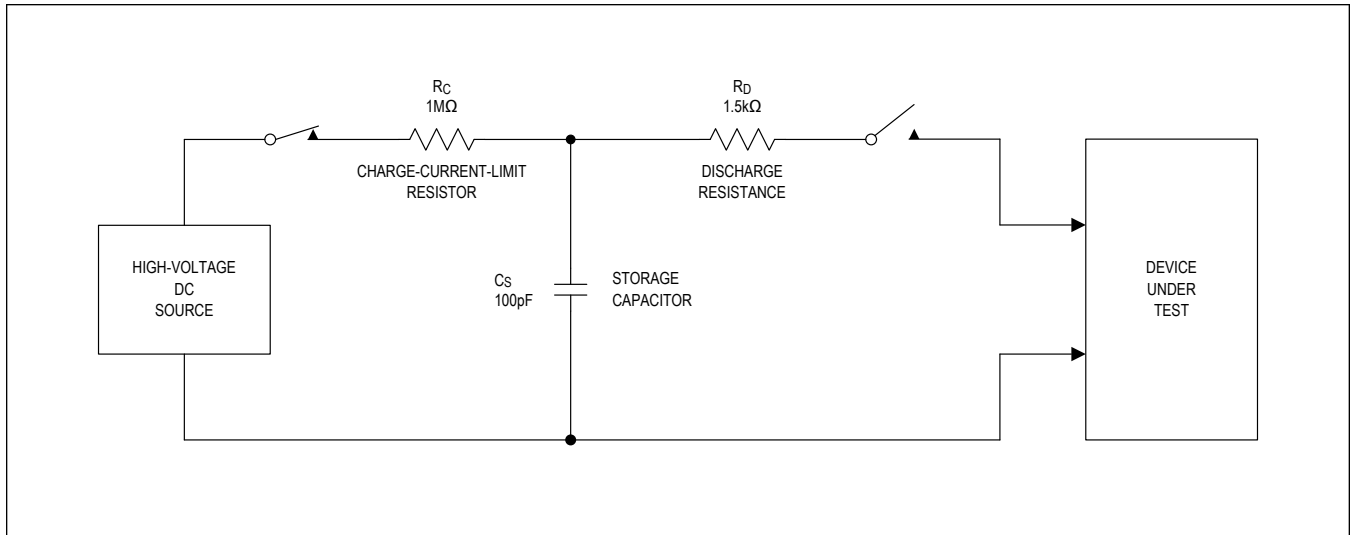 RC
1MΩ
CHARGE-CURRENT-LIMIT
RESISTOR
RD
1.5kΩ
DISCHARGE
RESISTANCE
HIGH-VOLTAGE
DC
SOURCE
CS
100pF
STORAGE
CAPACITOR
DEVICE
UNDER
TEST